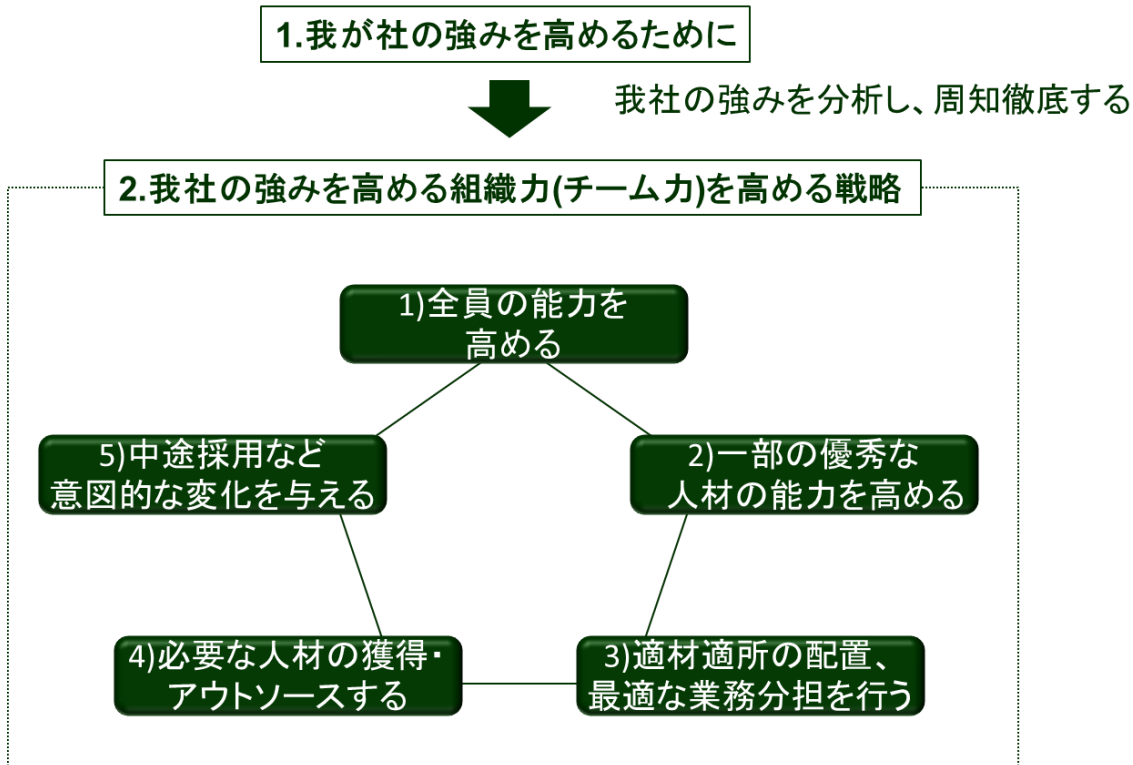 1.我が社の強みを高めるために
我社の強みを分析し、周知徹底する
2.我社の強みを高める組織力(チーム力)を高める戦略
1)全員の能力を
高める
5)中途採用など
意図的な変化を与える
2)一部の優秀な
人材の能力を高める
4)必要な人材の獲得・
アウトソースする
3)適材適所の配置、
最適な業務分担を行う